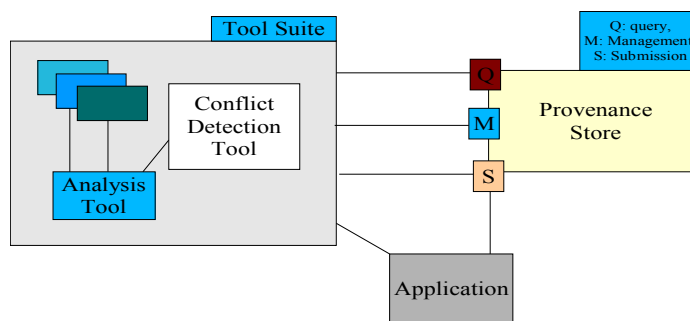 Tool Suite
Q: query,
M: Management
S: Submission
Q
Conflict
Detection
Tool
Provenance
Store
M
Analysis
Tool
S
Application